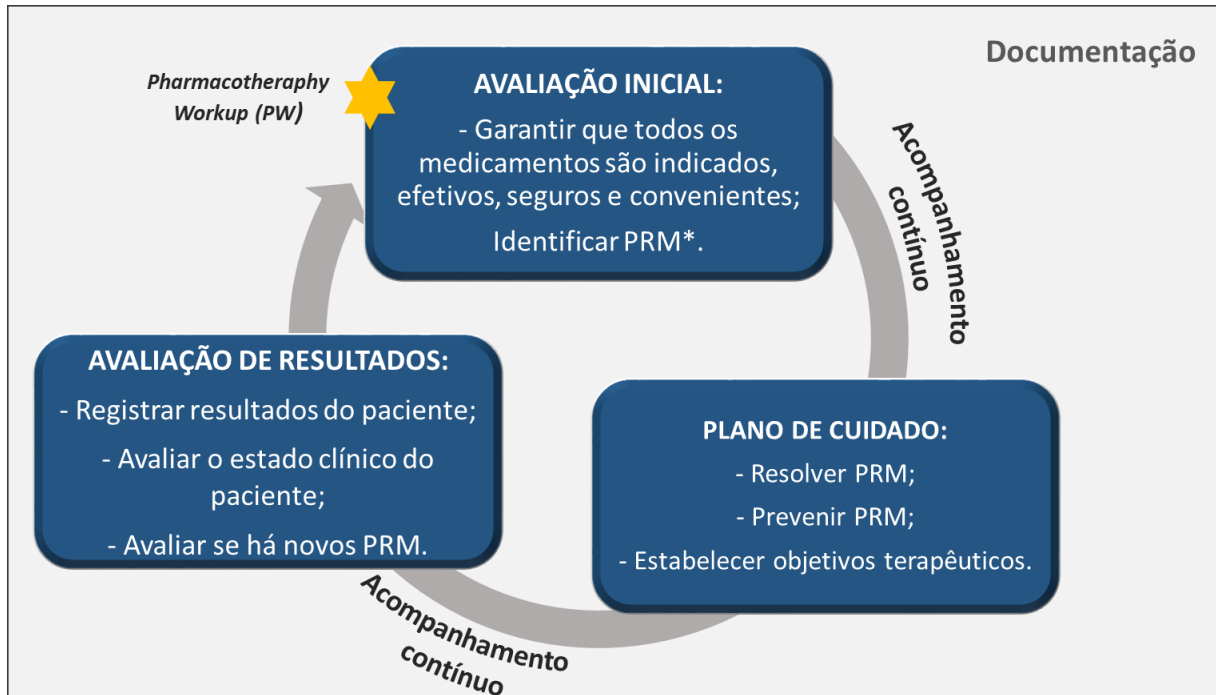 Documentação
Pharmacotheraphy
Workup (PW)
AVALIAÇÃO INICIAL:
- Garantir que todos os
medicamentos são indicados,
efetivos, seguros e convenientes;
Identificar PRM*.
Acompanhamento
contínuo
PLANO DE CUIDADO:
- Resolver PRM;
- Prevenir PRM;
- Estabelecer objetivos terapêuticos.
Acompanhamento
contínuo
AVALIAÇÃO DE RESULTADOS:
- Registrar resultados do paciente;
- Avaliar o estado clínico do
paciente;
- Avaliar se há novos PRM.